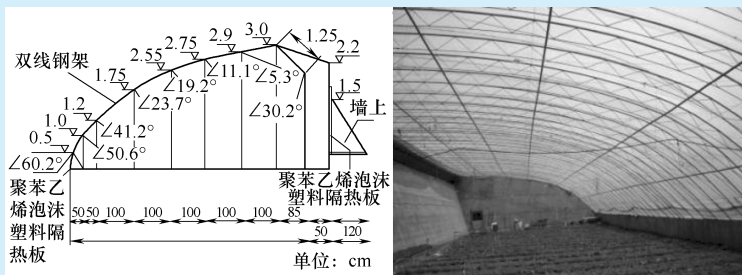 3.0
1.25
2.9
2.75
2.2
2.55
双线钢架
∠11.1°
∠5.3°
1.75
∠19.2°
1.5
∠23.7°
∠30.2°
1.2
墙上
1.0
∠41.2°
0.5
∠50.6°
∠60.2°
聚苯乙
烯泡沫
塑料隔
热板
聚苯乙烯泡沫
塑料隔热板
50 50 100 100 100 100 100 85
50 120
单位：cm